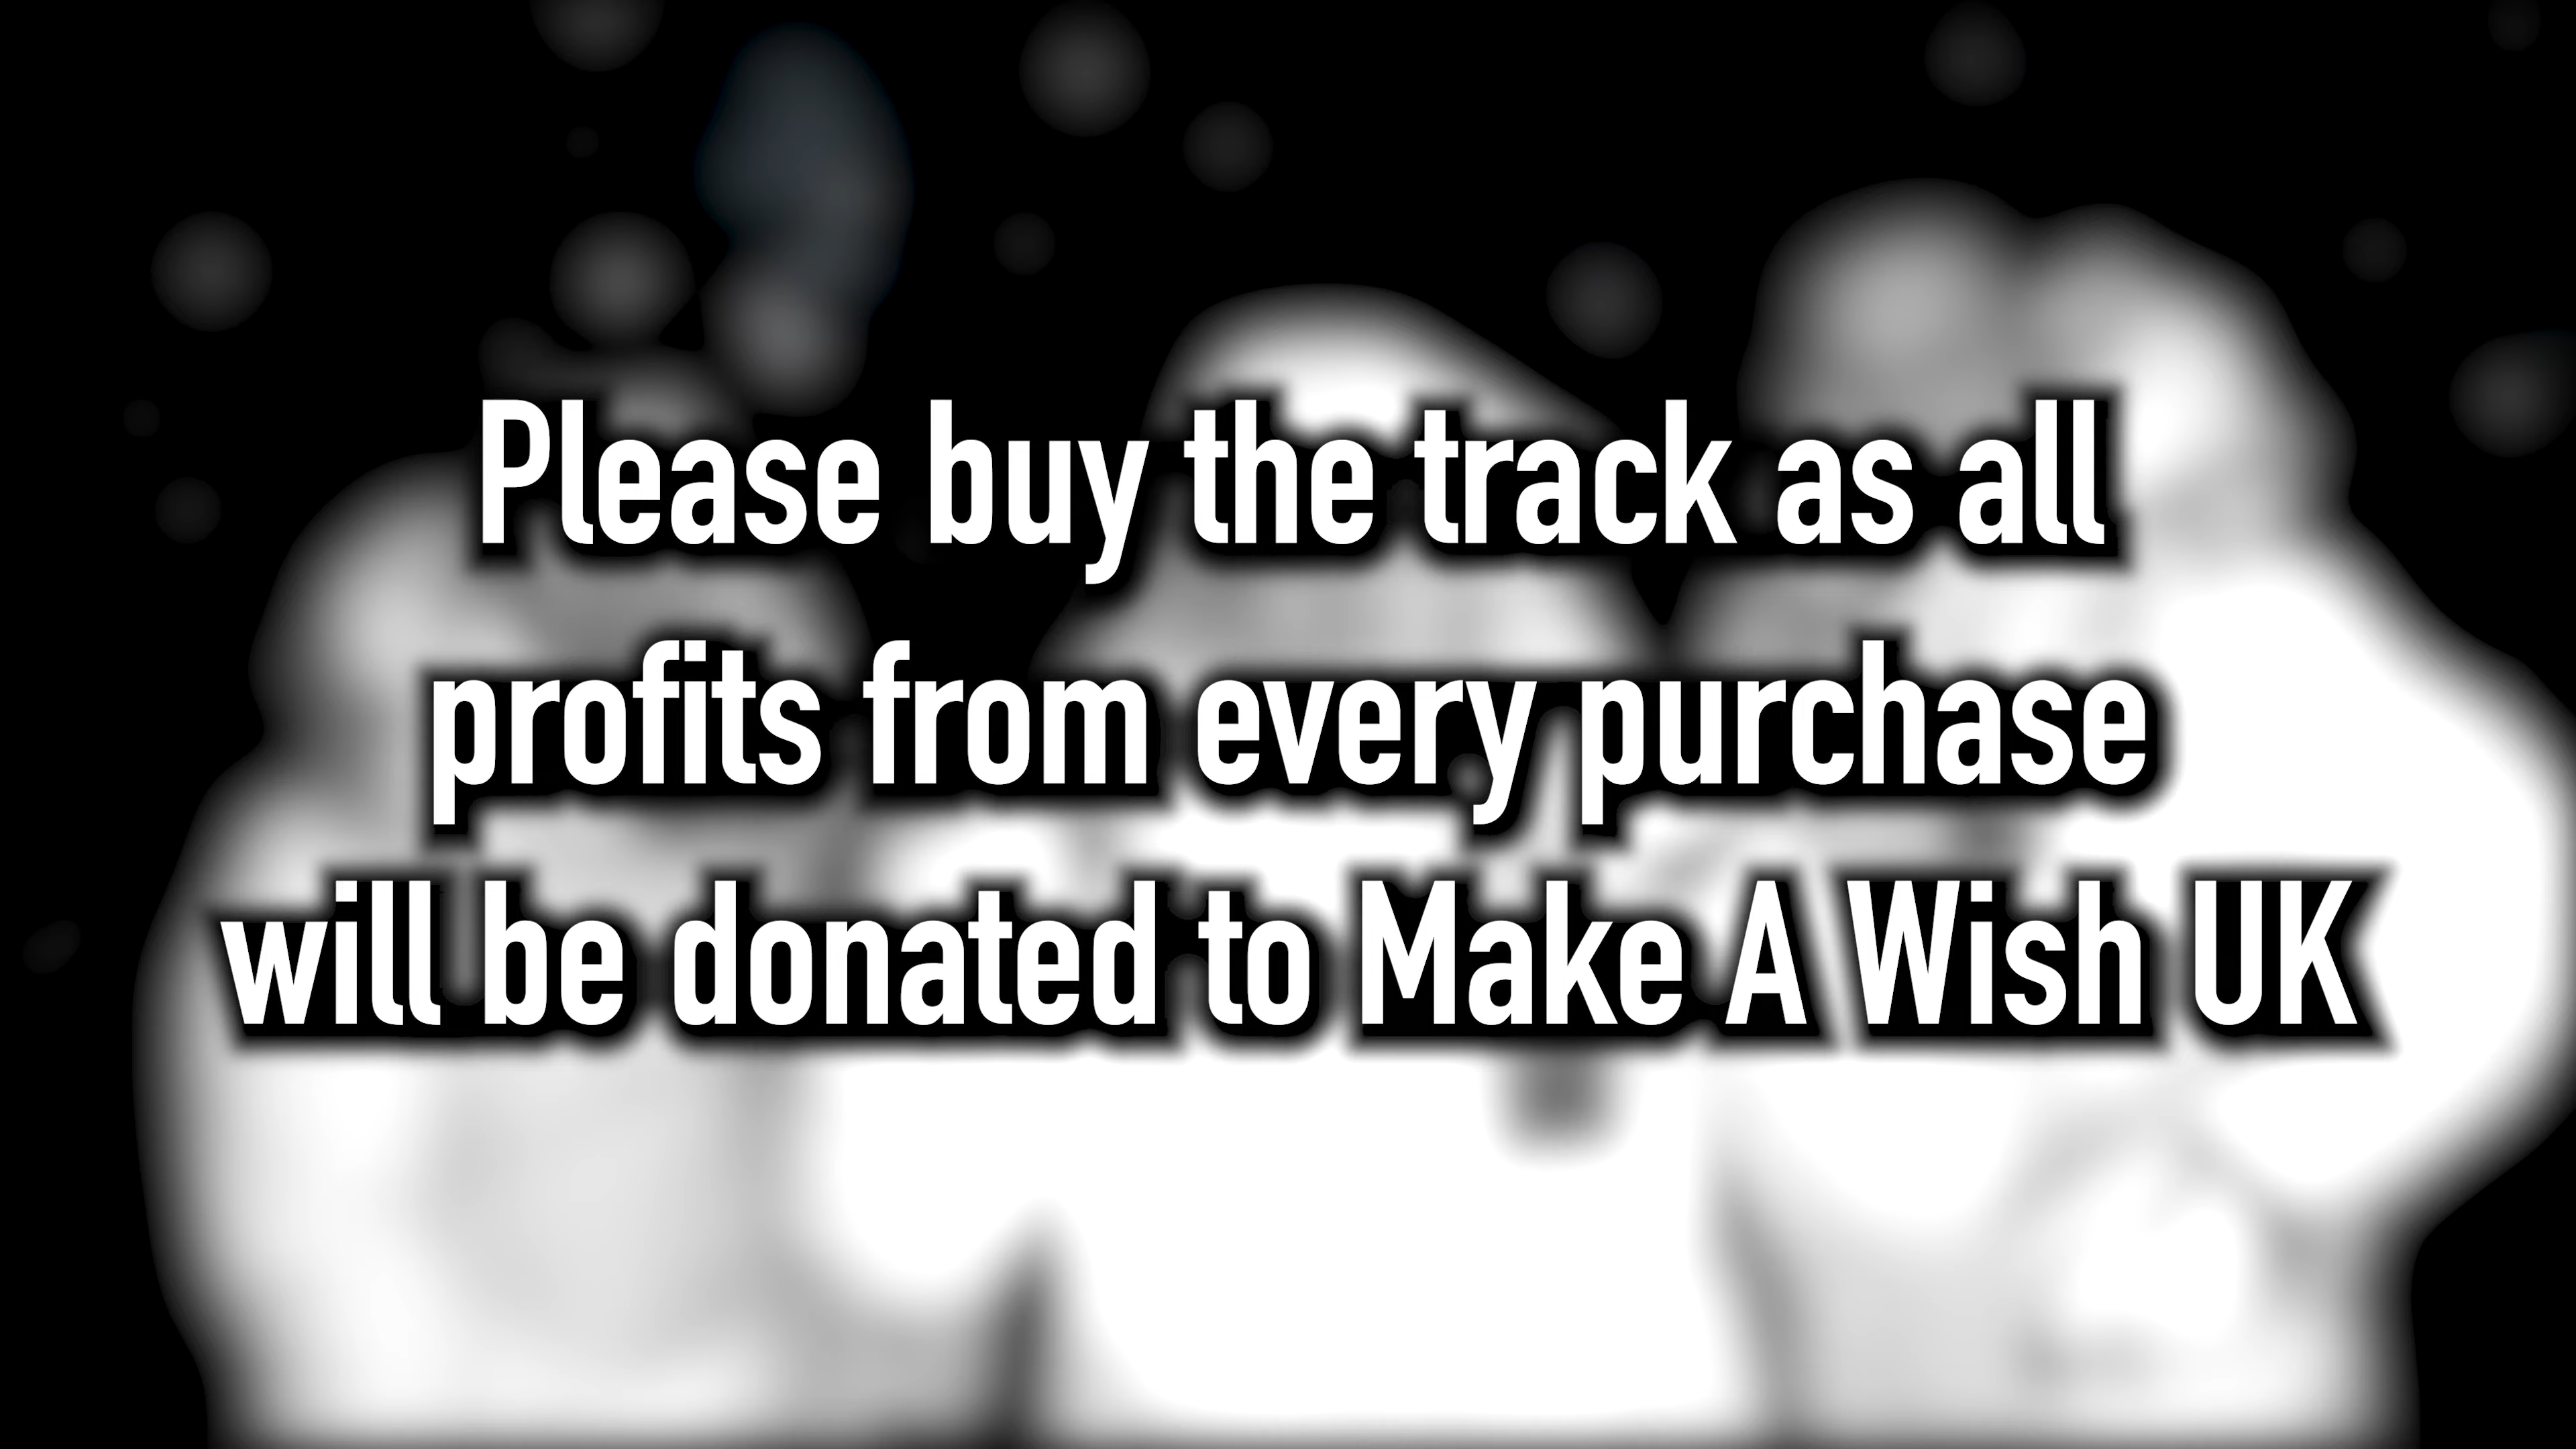 Please buy the track as all
profits from every purchase
will be donated to Make A Wish UK